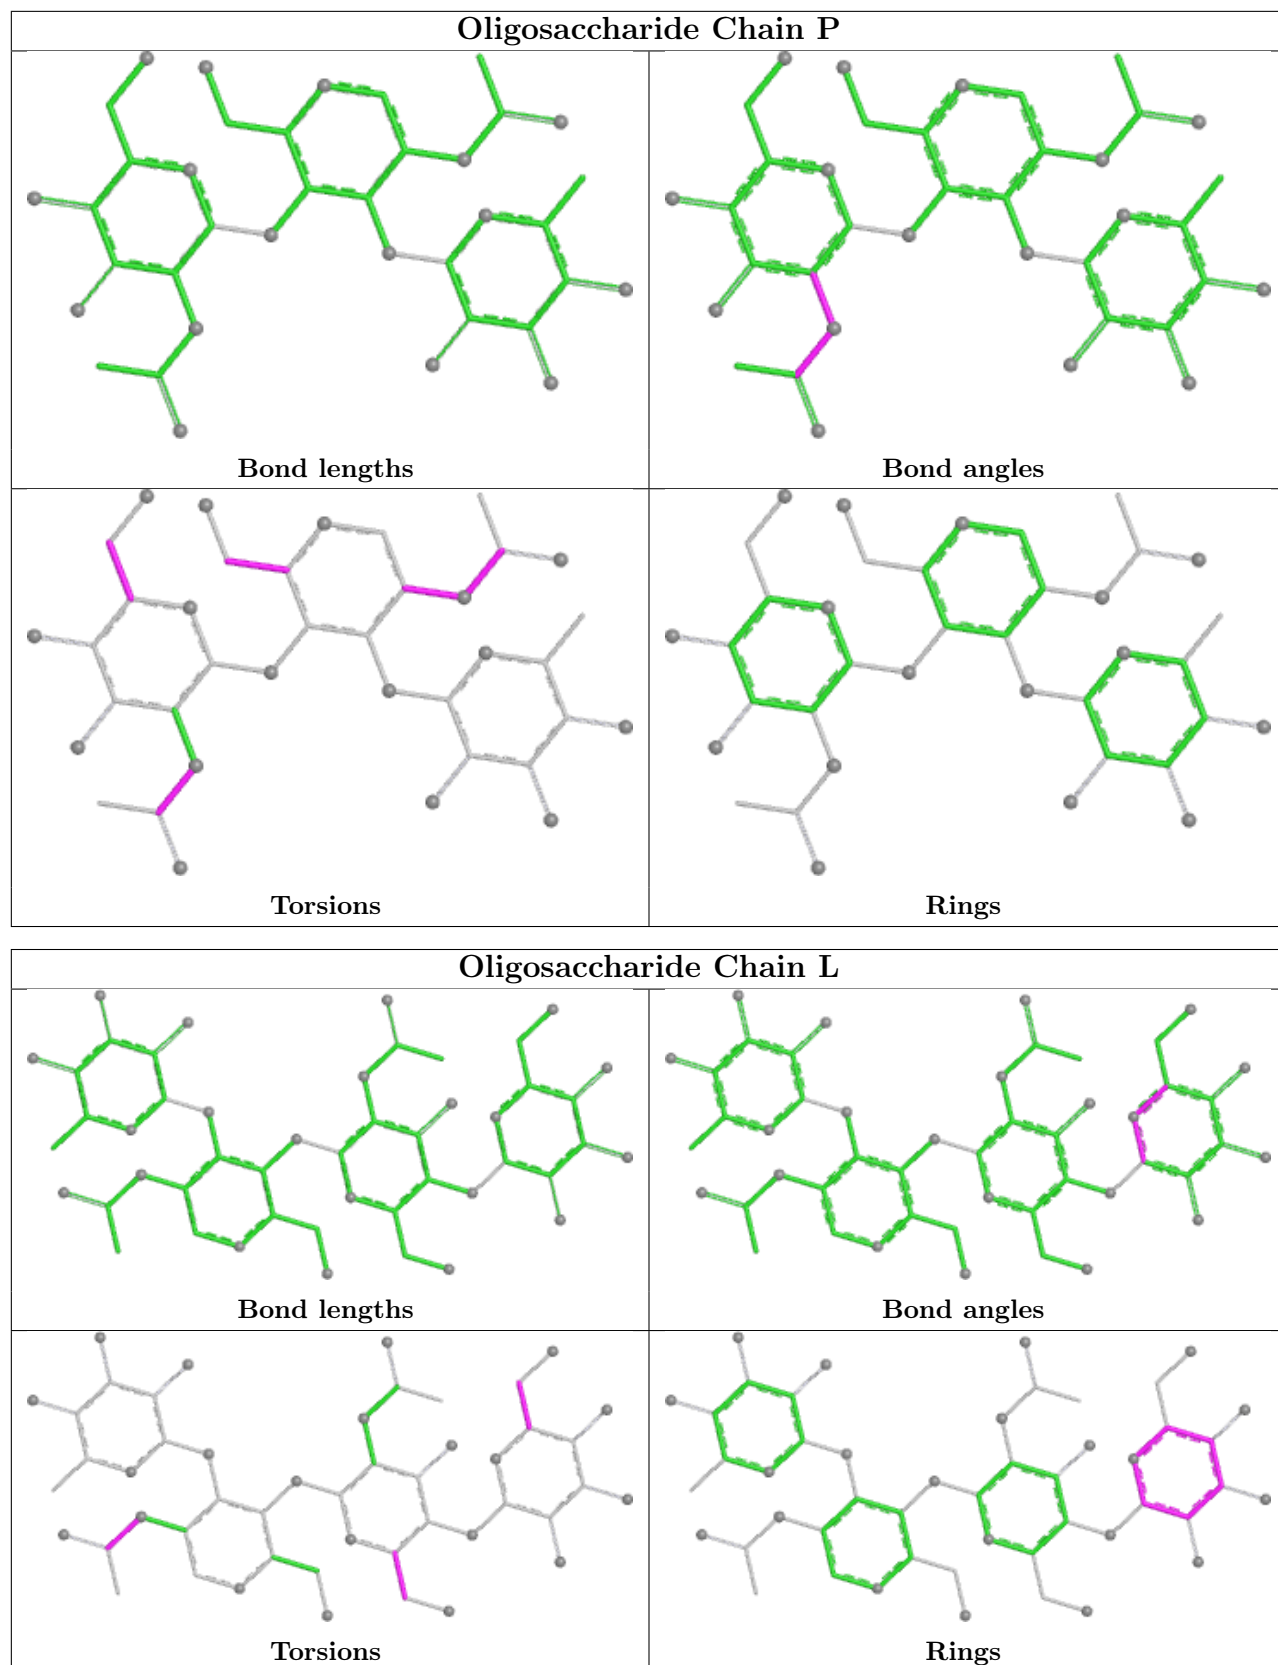 Oligosaccharide Chain P
Bond lengths
Bond angles
Torsions
Rings
Oligosaccharide Chain L
Bond lengths
Bond angles
Torsions
Rings